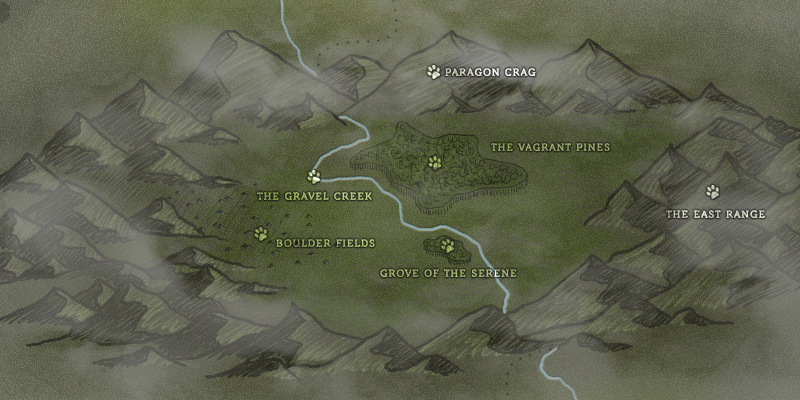 PARAGON CRAG
THE VAGRANT PINES
THE GRAVEL CREEK
THE EAST RANGE
BOULDER FIELDS
GROVE OF THE SERENE